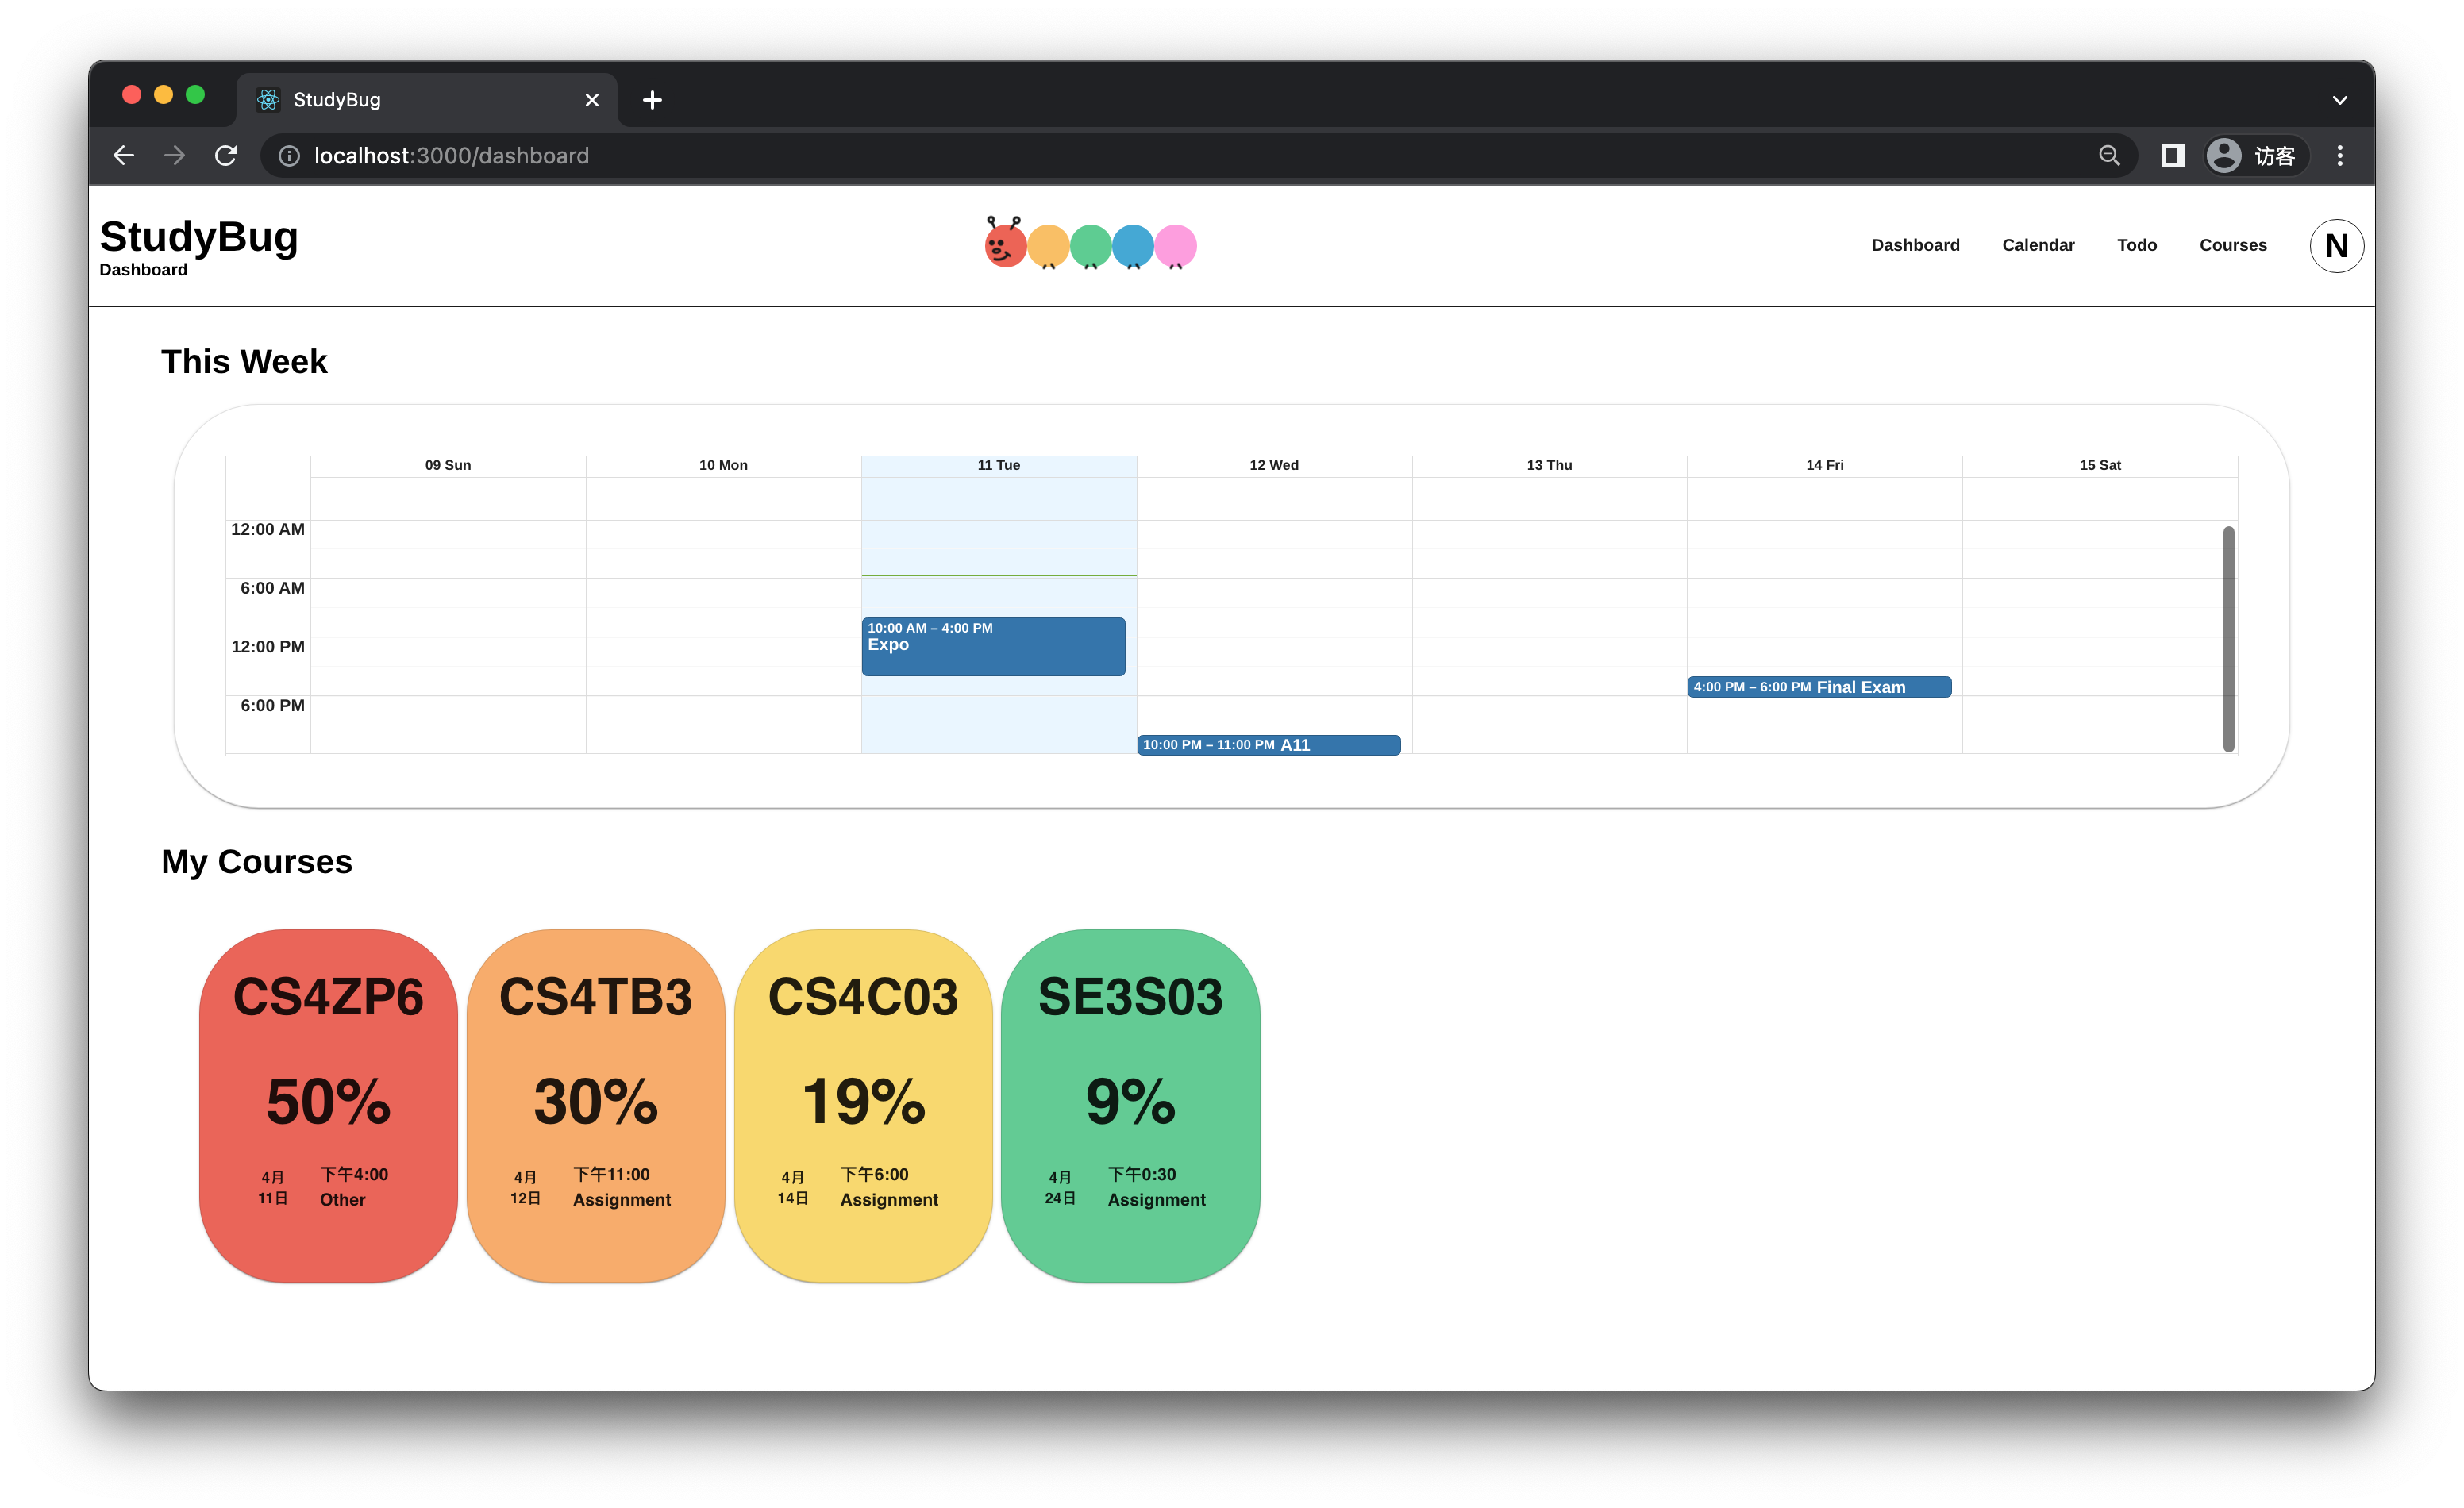 StudyBug
localhost:3000/dashboard
访客
StudyBug
Dashboard
Dashboard Calendar Todo Courses N
This Week
09 Sun 10 Mon 11 Tue 12 Wed 13 Thu 14 Fri 15 Sat
12:00 AM
6:00 AM
10:00 AM – 4:00 PM
Expo
12:00 PM
4:00 PM – 6:00 PM Final Exam
6:00 PM
10:00 PM – 11:00 PM A11
My Courses
CS4ZP6
50%
4月
11日
下午4:00
Other
CS4TB3
30%
4月
12日
下午11:00
Assignment
CS4C03
19%
4月
14日
下午6:00
Assignment
SE3S03
9%
4月
24日
下午0:30
Assignment